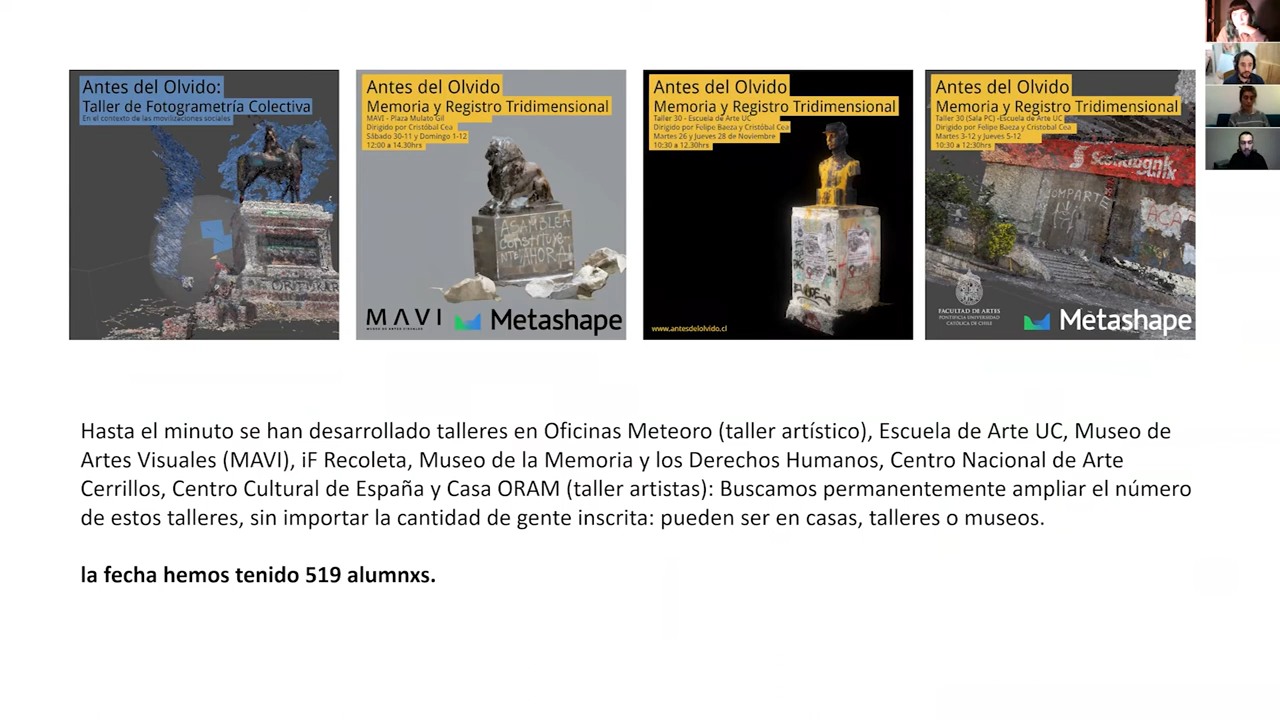 Antes del Olvido:
Taller de Fotogrametría Colectiva
En el contexto de las movilizaciones sociales
Antes del Olvido
Memoria y Registro Tridimensional
MAVI - Plaza Mulato Gil
Dirigido por Cristóbal Cea
Sábado 30-11 y Domingo 1-12
12:00 a 14.30hrs
ASAMBLEA
CONSTITUYE
NTE AHORA!
MAVI
MUSEO DE ARTES VISUALES
Metashape
Antes del Olvido
Memoria y Registro Tridimensional
Taller 30 - Escuela de Arte UC
Dirigido por Felipe Baeza y Cristóbal Cea
Martes 26 y Jueves 28 de Noviembre
10:30 a 12.30hrs
www.antesdelolvido.cl
Antes del Olvido
Memoria y Registro Tridimensional
Taller 30 (Sala PC) -Escuela de Arte UC
Dirigido por Felipe Baeza y Cristobal Cea
Martes 3-12 y Jueves 5-12
10:30 a 12:30hrs
Scotiabank
COMPARTE
FACULTAD DE ARTES
PONTIFICIA UNIVERSIDAD
CATÓLICA DE CHILE
Metashape
Hasta el minuto se han desarrollado talleres en Oficinas Meteoro (taller artístico), Escuela de Arte UC, Museo de
Artes Visuales (MAVI), iF Recoleta, Museo de la Memoria y los Derechos Humanos, Centro Nacional de Arte
Cerrillos, Centro Cultural de España y Casa ORAM (taller artistas): Buscamos permanentemente ampliar el número
de estos talleres, sin importar la cantidad de gente inscrita: pueden ser en casas, talleres o museos.
la fecha hemos tenido 519 alumnxs.